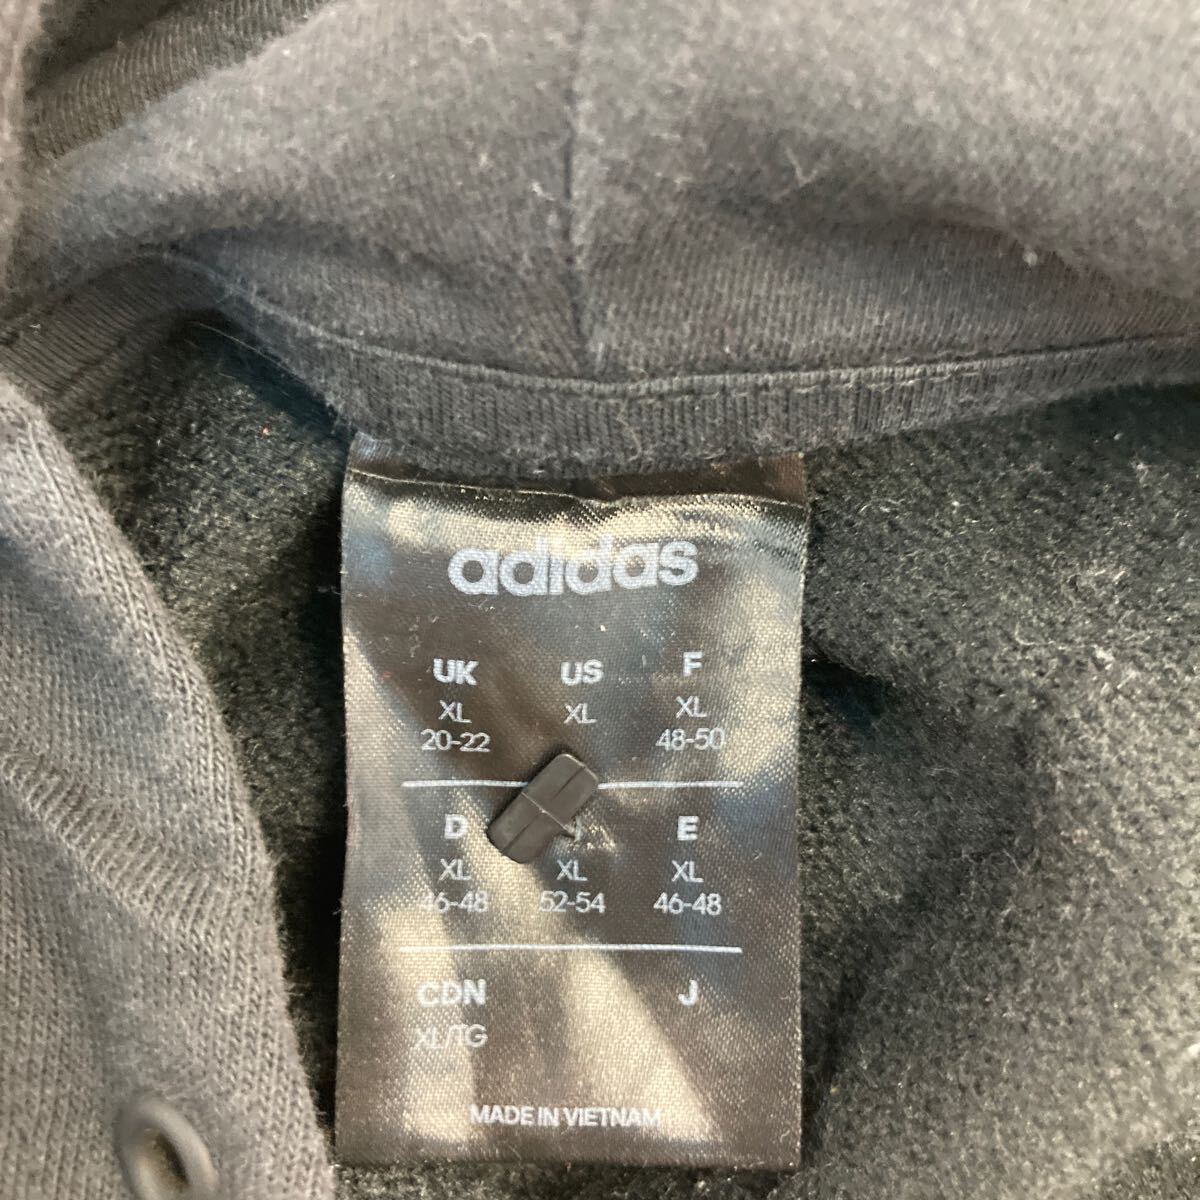 adidas
UK US F
XL XL XL
20-22 48-50
D E
XL XL XL
46-48 52-54 46-48
CDN J
XL/TG
MADE IN VIETNAM